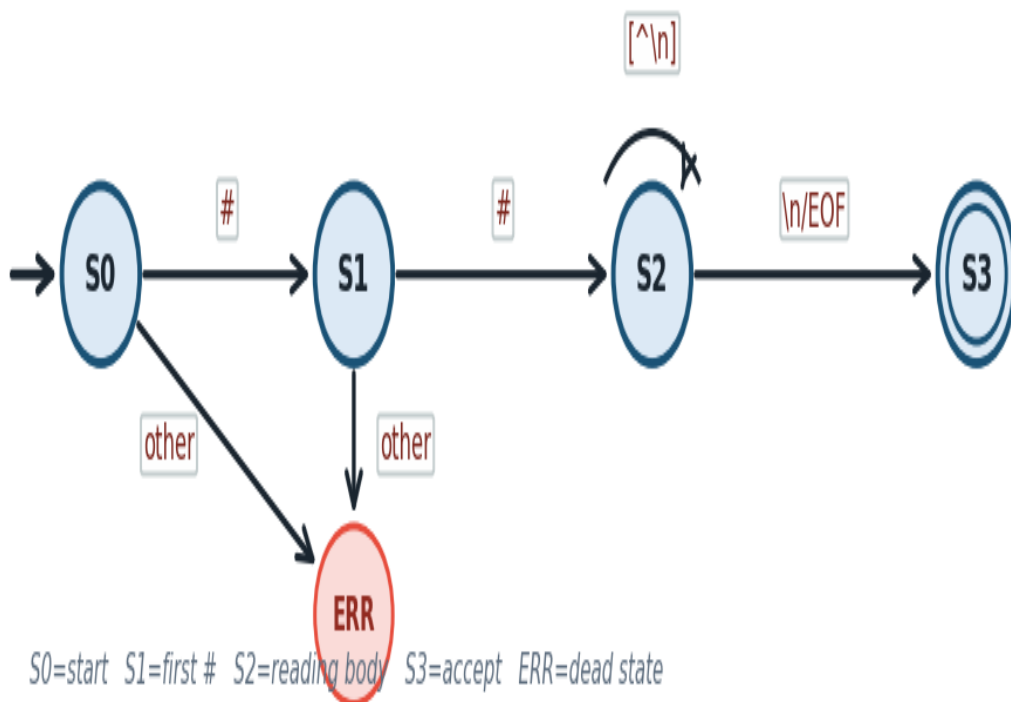 [^\n]
# # \n/EOF
S0 S1 S2 S3
other other
ERR
S0=start S1=first # S2=reading body S3=accept ERR=dead state